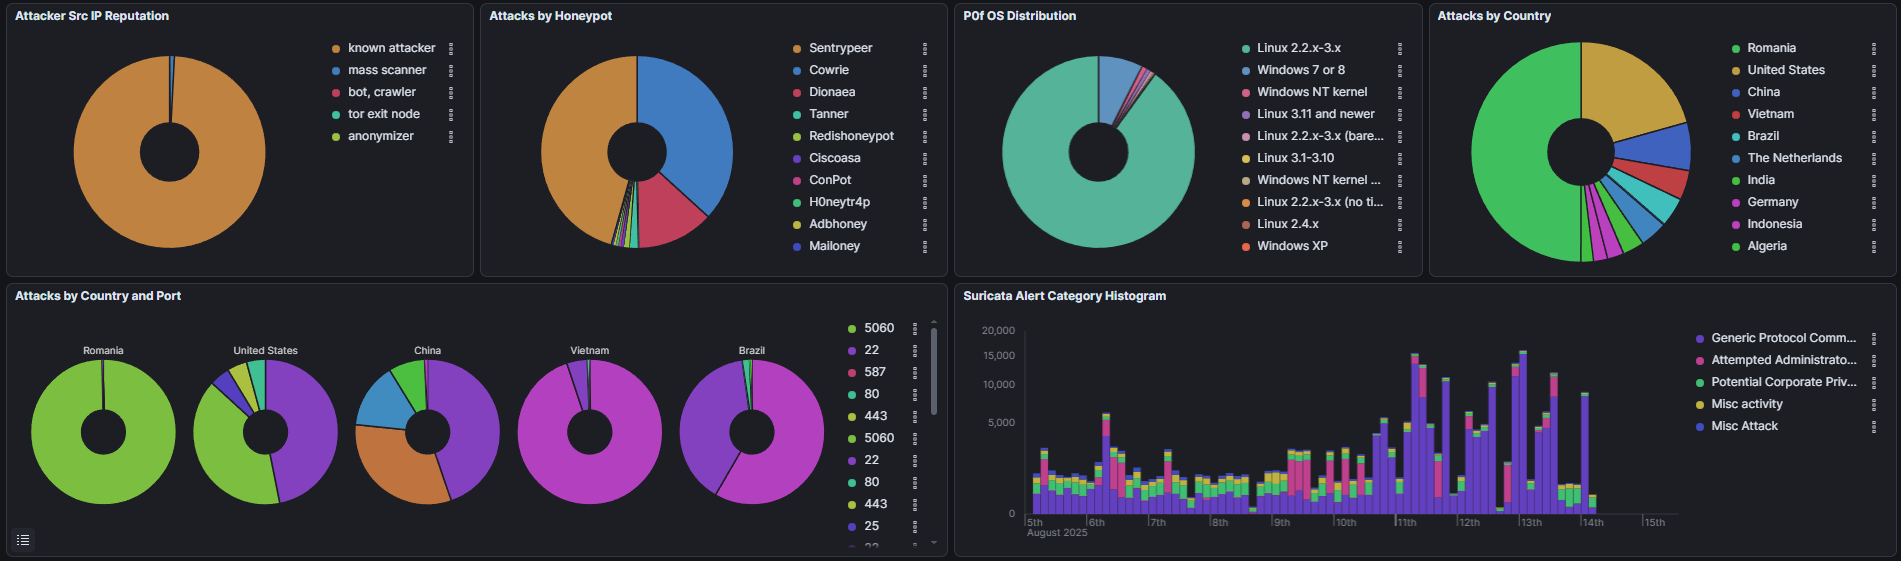 Attacker Src IP Reputation
known attacker
mass scanner
bot, crawler
tor exit node
anonymizer
Attacks by Honeypot
Sentrypeer
Cowrie
Dionaea
Tanner
Redishoneypot
Ciscoasa
ConPot
H0neytr4p
Adbhoney
Mailoney
P0f OS Distribution
Linux 2.2.x-3.x
Windows 7 or 8
Windows NT kernel
Linux 3.11 and newer
Linux 2.2.x-3.x (bare...
Linux 3.1-3.10
Windows NT kernel ...
Linux 2.2.x-3.x (no ti...
Linux 2.4.x
Windows XP
Attacks by Country
Romania
United States
China
Vietnam
Brazil
The Netherlands
India
Germany
Indonesia
Algeria
Attacks by Country and Port
Romania
United States
China
Vietnam
Brazil
5060
22
587
80
443
5060
22
80
443
25
Suricata Alert Category Histogram
20,000
15,000
10,000
5,000
0
5th
6th
7th
8th
9th
10th
11th
12th
13th
14th
15th
August 2025
Generic Protocol Comm...
Attempted Administrato...
Potential Corporate Priv...
Misc activity
Misc Attack